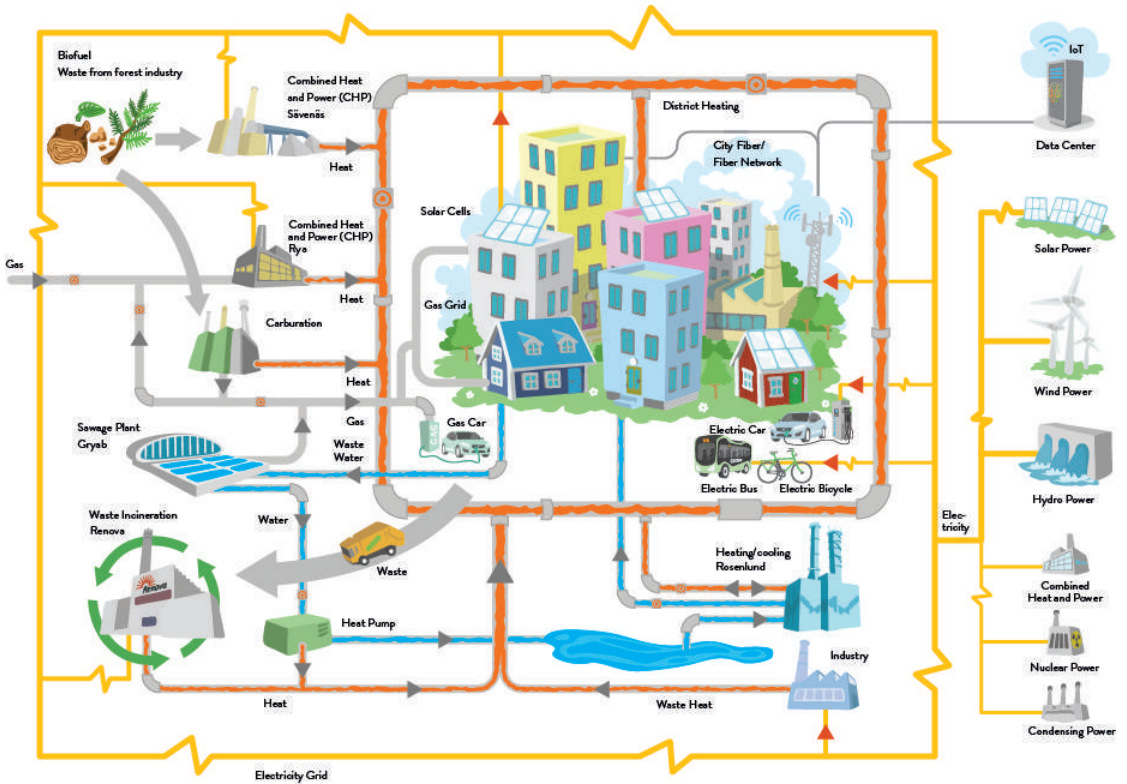 Biofuel
Waste from forest industry
Combined Heat
and Power (CHP)
Sävenäs
Heat
District Heating
IoT
Data Center
City Fiber/
Fiber Network
Solar Cells
Combined Heat
and Power (CHP)
Rya
Gas
Heat
Solar Power
Gas Grid
Carburation
Heat
Wind Power
Gas
GAS
Gas Car
Electric Car
Sawage Plant
Gryab
Waste
Water
Electric Bus
Electric Bicycle
Hydro Power
Water
Waste Incineration
Renova
Renova
Waste
Elec-
tricity
Heating/cooling
Rosenlund
Combined
Heat and Power
Heat Pump
Industry
Nuclear Power
Heat
Waste Heat
Condensing Power
Electricity Grid